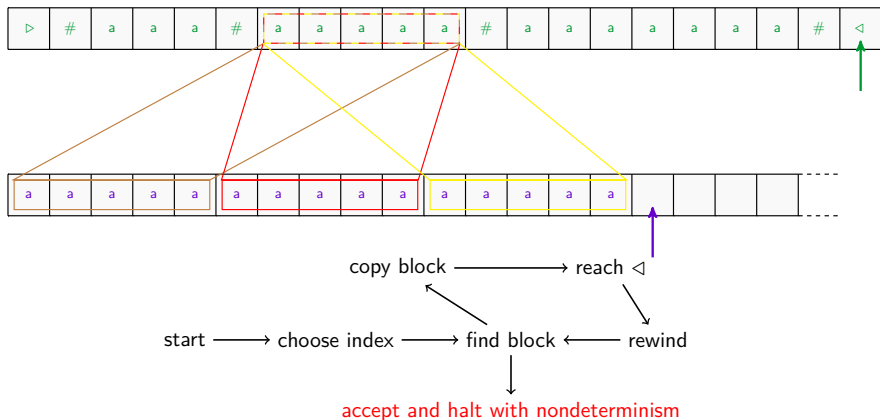 ▷ # a a a # a a a a a # a a a a a a a # ◁
a a a a a a a a a a a a a a a
copy block reach ◁
start choose index find block rewind
accept and halt with nondeterminism